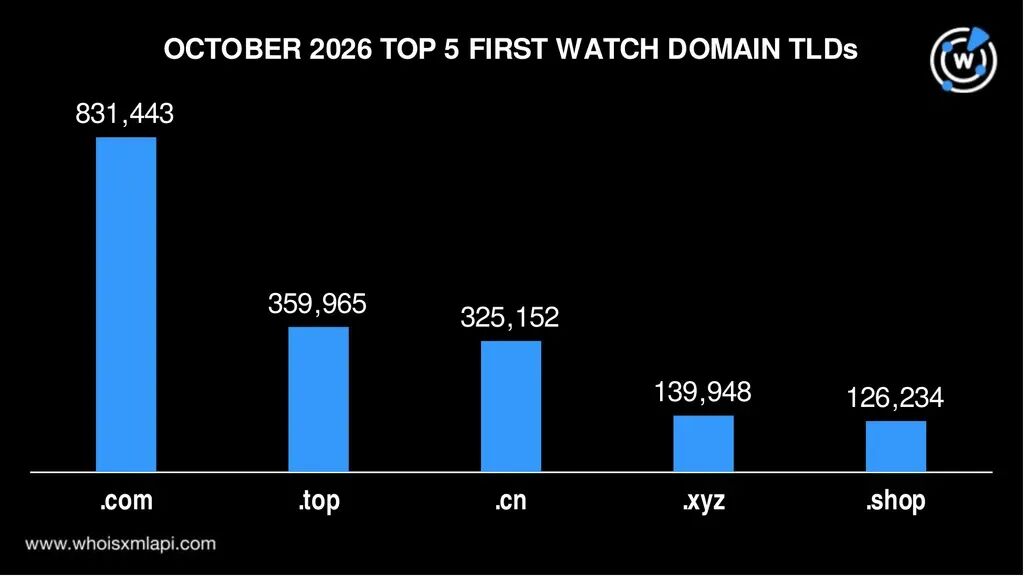 OCTOBER 2026 TOP 5 FIRST WATCH DOMAIN TLDs
W
831,443
359,965
325,152
139,948
126,234
.com .top .cn .xyz .shop
www.whoisxmlapi.com